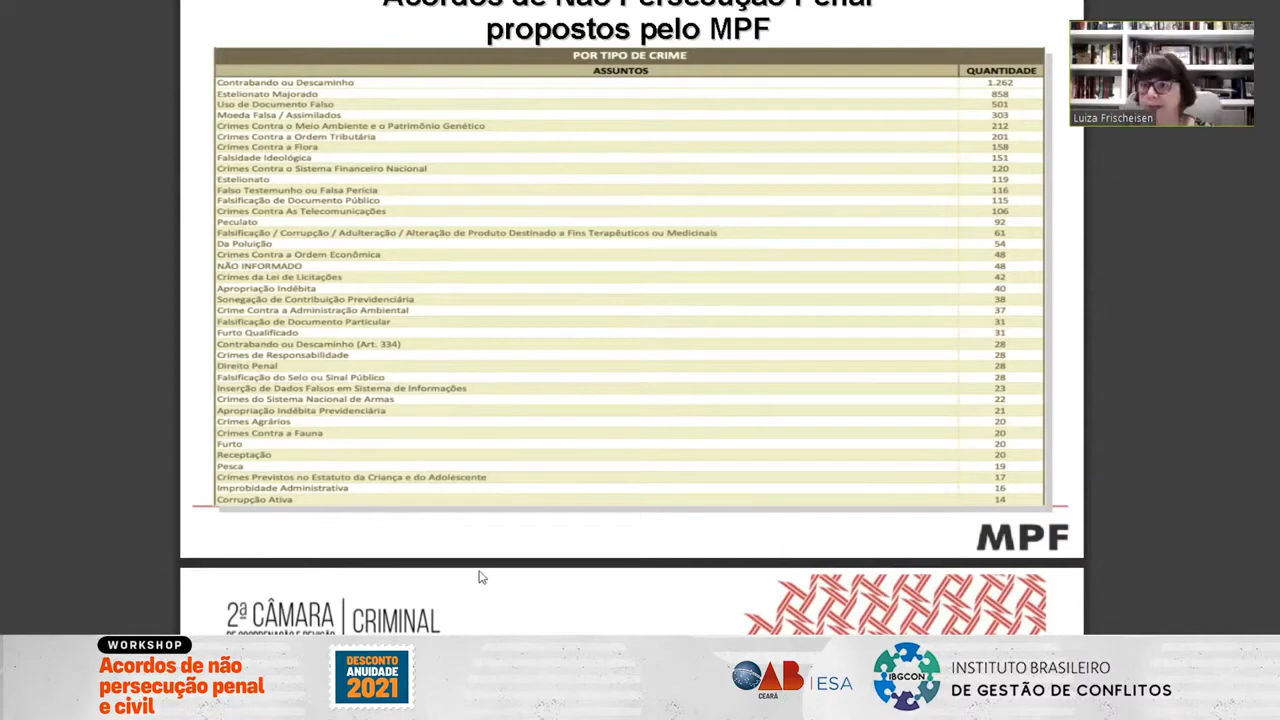 Acordos de Não Persecução Penal
propostos pelo MPF
POR TIPO DE CRIME
ASSUNTOS QUANTIDADE
Contrabando ou Descaminho 1.262
Estelionato Majorado 858
Uso de Documento Falso 501
Moeda Falsa / Assimilados 303
Crimes Contra o Meio Ambiente e o Patrimônio Genético 212
Crimes Contra a Ordem Tributária 201
Crimes Contra a Flora 158
Falsidade Ideológica 151
Crimes Contra o Sistema Financeiro Nacional 120
Estelionato 119
Falso Testemunho ou Falsa Perícia 116
Falsificação de Documento Público 115
Crimes Contra As Telecomunicações 106
Peculato 92
Falsificação / Corrupção / Adulteração / Alteração de Produto Destinado a Fins Terapêuticos ou Medicinais 61
Da Poluição 54
Crimes Contra a Ordem Econômica 48
NÃO INFORMADO 48
Crimes da Lei de Licitações 42
Apropriação Indébita 40
Sonegação de Contribuição Previdenciária 38
Crime Contra a Administração Ambiental 37
Falsificação de Documento Particular 31
Furto Qualificado 31
Contrabando ou Descaminho (Art. 334) 28
Crimes de Responsabilidade 28
Direito Penal 28
Falsificação do Selo ou Sinal Público 28
Inserção de Dados Falsos em Sistema de Informações 23
Crimes do Sistema Nacional de Armas 22
Apropriação Indébita Previdenciária 21
Crimes Agrários 20
Crimes Contra a Fauna 20
Furto 20
Receptação 20
Pesca 19
Crimes Previstos no Estatuto da Criança e do Adolescente 17
Improbidade Administrativa 16
Corrupção Ativa 14
MPF
Luiza Frischeisen
2ª CÂMARA | CRIMINAL
DE COORDENAÇÃO E REVISÃO
WORKSHOP
Acordos de não
persecução penal
e civil
DESCONTO
ANUIDADE
2021
OAB | ESA
CEARÁ
IBGCON
INSTITUTO BRASILEIRO
DE GESTÃO DE CONFLITOS